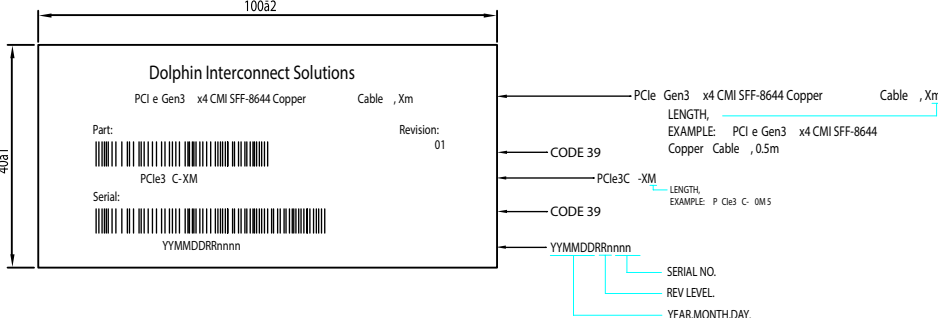 100â2
Dolphin Interconnect Solutions
PCI e Gen3 x4 CMI SFF-8644 Copper Cable , Xm
PCIe Gen3 x4 CMI SFF-8644 Copper Cable , Xm
LENGTH,
EXAMPLE: PCI e Gen3 x4 CMI SFF-8644
Copper Cable , 0.5m
Part:
Revision:
01
CODE 39
40â1
PCIe3 C-XM
PCIe3C -XM
LENGTH,
EXAMPLE: P CIe3 C- 0M5
Serial:
CODE 39
YYMMDDRRnnnn
YYMMDDRRnnnn
SERIAL NO.
REV LEVEL.
YEAR,MONTH,DAY.